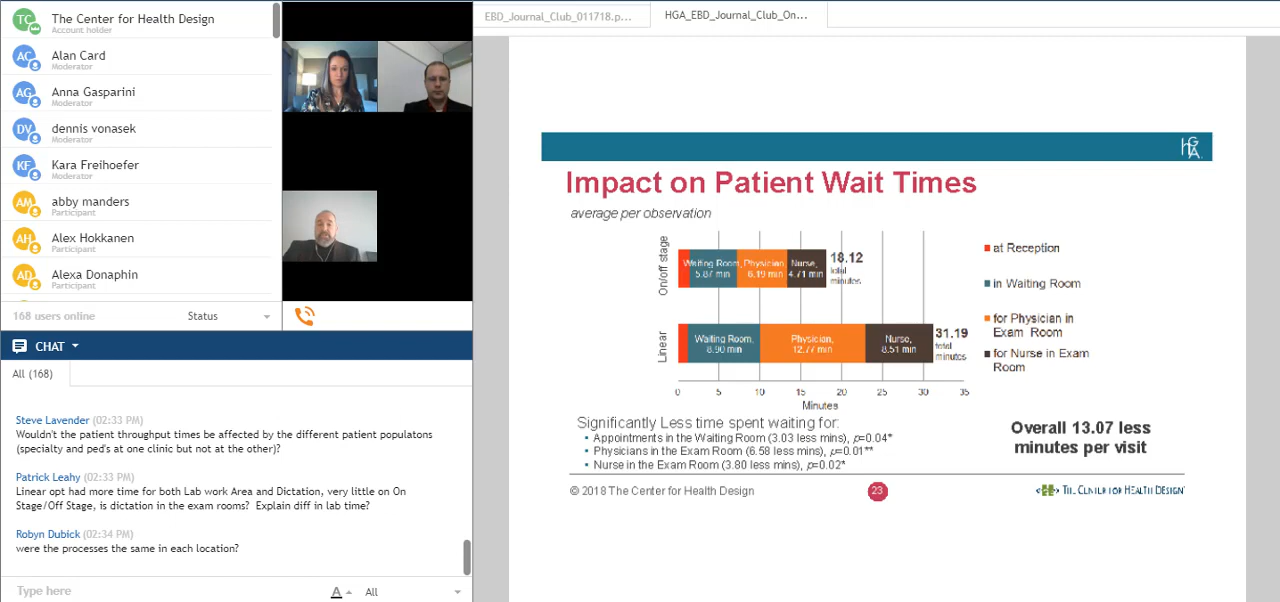 TC
The Center for Health Design
Account holder
AC
Alan Card
Moderator
AG
Anna Gasparini
Moderator
DV
dennis vonasek
Moderator
KF
Kara Freihoefer
Moderator
AM
abby manders
Participant
AH
Alex Hokkanen
Participant
AD
Alexa Donaphin
Participant
168 users online
Status
CHAT
All (168)
Steve Lavender (02:33 PM)
Wouldn't the patient throughput times be affected by the different patient populatons
(specialty and ped's at one clinic but not at the other)?
Patrick Leahy (02:33 PM)
Linear opt had more time for both Lab work Area and Dictation, very little on On
Stage/Off Stage, is dictation in the exam rooms? Explain diff in lab time?
Robyn Dubick (02:34 PM)
were the processes the same in each location?
Type here
A
All
EBD_Journal_Club_011718.p...
HGA_EBD_Journal_Club_On...
HGA
Impact on Patient Wait Times
average per observation
On/off stage
Waiting Room, 
5.87 min
Physician,
6.19 min
Nurse,
4.71 min
18.12
total
minutes
Linear
Waiting Room,
8.90 min
Physician,
12.77 min
Nurse,
8.51 min
31.19
total
minutes
0 5 10 15 20 25 30 35
Minutes
at Reception
in Waiting Room
for Physician in
Exam Room
for Nurse in Exam
Room
Significantly Less time spent waiting for:
• Appointments in the Waiting Room (3.03 less mins), p=0.04*
• Physicians in the Exam Room (6.58 less mins), p=0.01**
• Nurse in the Exam Room (3.80 less mins), p=0.02*
Overall 13.07 less
minutes per visit
© 2018 The Center for Health Design
23
THE CENTER FOR HEALTH DESIGN